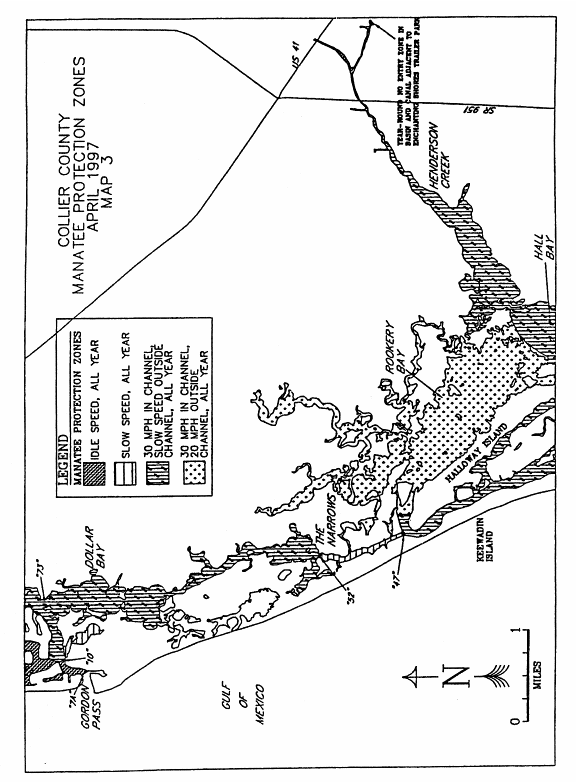 COLLIER COUNTY
MANATEE PROTECTION ZONES
APRIL 1997
MAP 3
LEGEND
MANATEE PROTECTION ZONES
IDLE SPEED, ALL YEAR
SLOW SPEED, ALL YEAR
30 MPH IN CHANNEL,
SLOW SPEED OUTSIDE
CHANNEL, ALL YEAR
30 MPH IN CHANNEL,
20 MPH OUTSIDE
CHANNEL, ALL YEAR
US 41
SR 951
YEAR-ROUND NO ENTRY ZONE IN
BASIN AND CANAL ADJACENT TO
ENCHANTING SHORES TRAILER PARK
HENDERSON
CREEK
HALL
BAY
ROOKERY
BAY
HALLOWAY ISLAND
KEEWADIN
ISLAND
THE
NARROWS
"47"
"52"
DOLLAR
BAY
"73"
"70"
"7A"
GORDON
PASS
GULF
OF
MEXICO
N
0
1
MILES